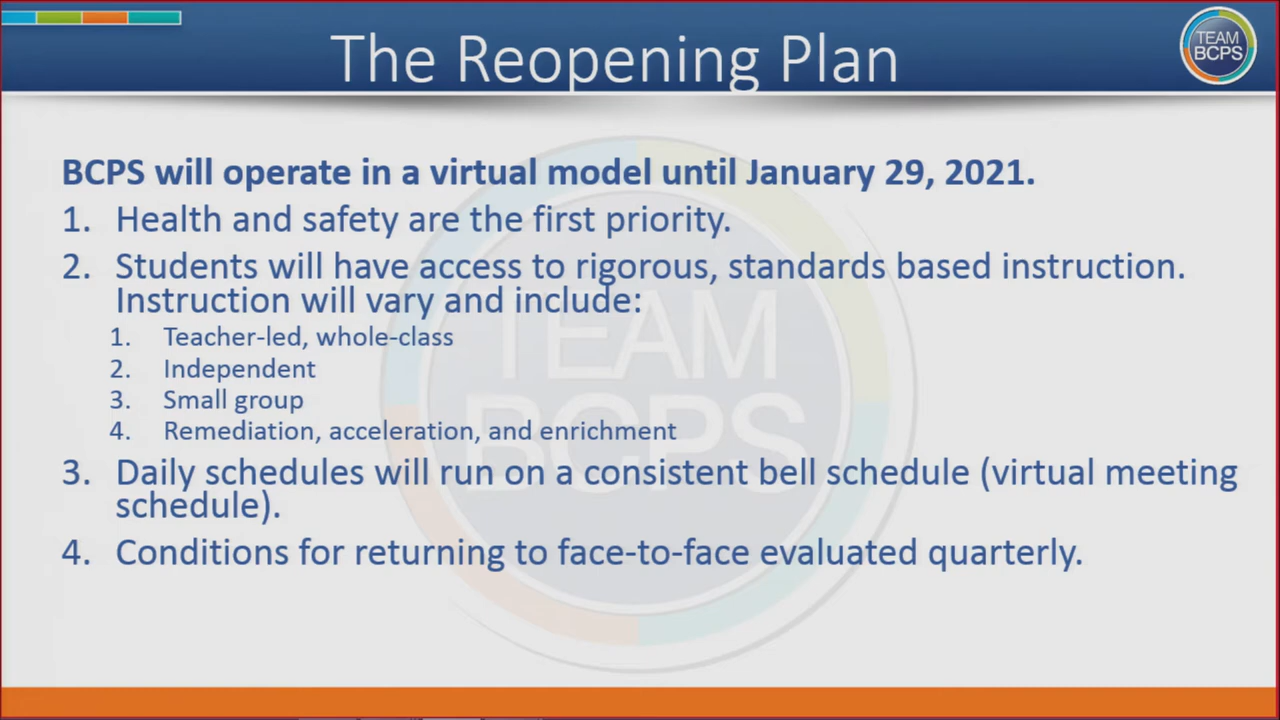 The Reopening Plan
TEAM
BCPS
BCPS will operate in a virtual model until January 29, 2021.
1. Health and safety are the first priority.
2. Students will have access to rigorous, standards based instruction.
Instruction will vary and include:
1. Teacher-led, whole-class
2. Independent
3. Small group
4. Remediation, acceleration, and enrichment
3. Daily schedules will run on a consistent bell schedule (virtual meeting
schedule).
4. Conditions for returning to face-to-face evaluated quarterly.
TEAM
BCPS